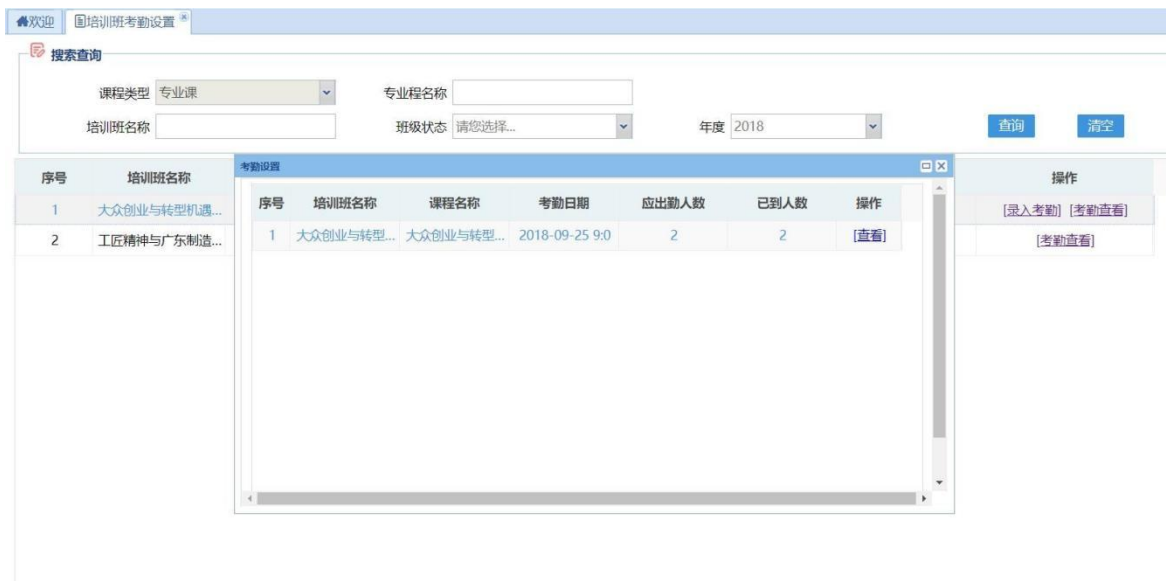 欢迎 培训班考勤设置
搜索查询
课程类型 专业课 专业程名称
培训班名称 班级状态 请您选择... 年度 2018 查询 清空
序号 培训班名称 操作
1 大众创业与转型机遇... [录入考勤] [考勤查看]
2 工匠精神与广东制造... [考勤查看]
考勤设置
序号 培训班名称 课程名称 考勤日期 应出勤人数 已到人数 操作
1 大众创业与转型... 大众创业与转型... 2018-09-25 9:0 2 2 [查看]